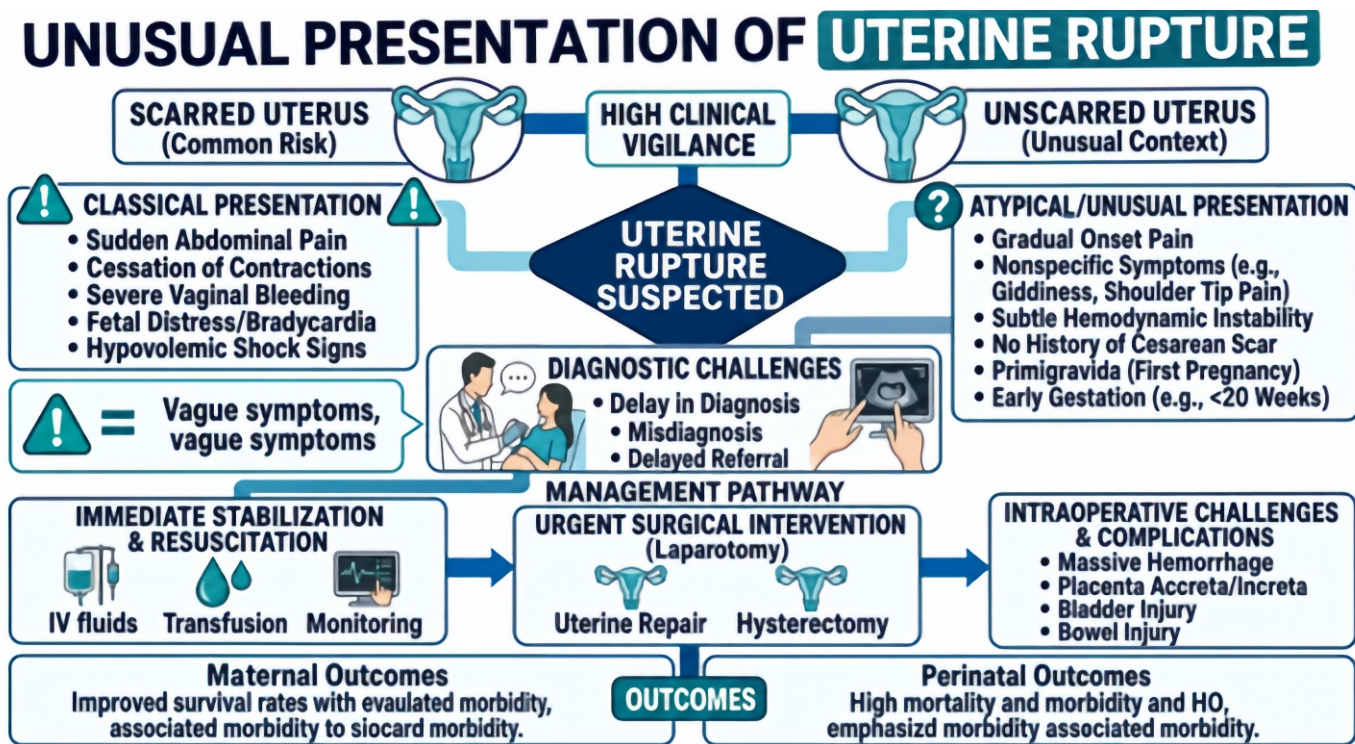 UNUSUAL PRESENTATION OF UTERINE RUPTURE
SCARRED UTERUS
(Common Risk)
HIGH CLINICAL
VIGILANCE
UNSCARRED UTERUS
(Unusual Context)
CLASSICAL PRESENTATION
• Sudden Abdominal Pain
• Cessation of Contractions
• Severe Vaginal Bleeding
• Fetal Distress/Bradycardia
• Hypovolemic Shock Signs
UTERINE
RUPTURE
SUSPECTED
ATYPICAL/UNUSUAL PRESENTATION
• Gradual Onset Pain
• Nonspecific Symptoms (e.g.,
Giddiness, Shoulder Tip Pain)
• Subtle Hemodynamic Instability
• No History of Cesarean Scar
• Primigravida (First Pregnancy)
• Early Gestation (e.g., <20 Weeks)
= Vague symptoms,
vague symptoms
DIAGNOSTIC CHALLENGES
• Delay in Diagnosis
• Misdiagnosis
• Delayed Referral
MANAGEMENT PATHWAY
IMMEDIATE STABILIZATION
& RESUSCITATION
IV fluids Transfusion Monitoring
URGENT SURGICAL INTERVENTION
(Laparotomy)
Uterine Repair Hysterectomy
INTRAOPERATIVE CHALLENGES
& COMPLICATIONS
• Massive Hemorrhage
• Placenta Accreta/Increta
• Bladder Injury
• Bowel Injury
Maternal Outcomes
Improved survival rates with evaulated morbidity,
associated morbidity to siocard morbidity.
OUTCOMES
Perinatal Outcomes
High mortality and morbidity and HO,
emphasizd morbidity associated morbidity.